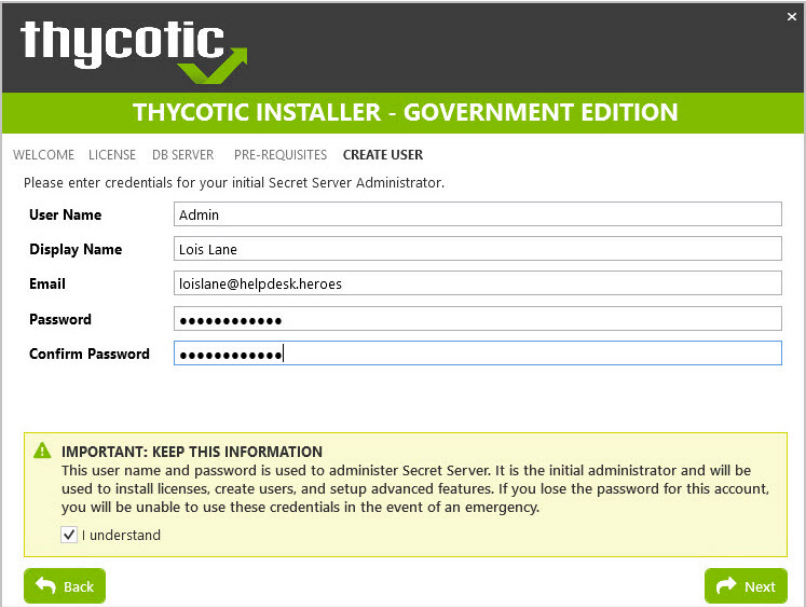 thycotic
THYCOTIC INSTALLER - GOVERNMENT EDITION
WELCOME LICENSE DB SERVER PRE-REQUISITES CREATE USER
Please enter credentials for your initial Secret Server Administrator.
User Name Admin
Display Name Lois Lane
Email loislane@helpdesk.heroes
Password ●●●●●●●●●●●●
Confirm Password ●●●●●●●●●●●●
IMPORTANT: KEEP THIS INFORMATION
This user name and password is used to administer Secret Server. It is the initial administrator and will be
used to install licenses, create users, and setup advanced features. If you lose the password for this account,
you will be unable to use these credentials in the event of an emergency.
I understand
Back Next